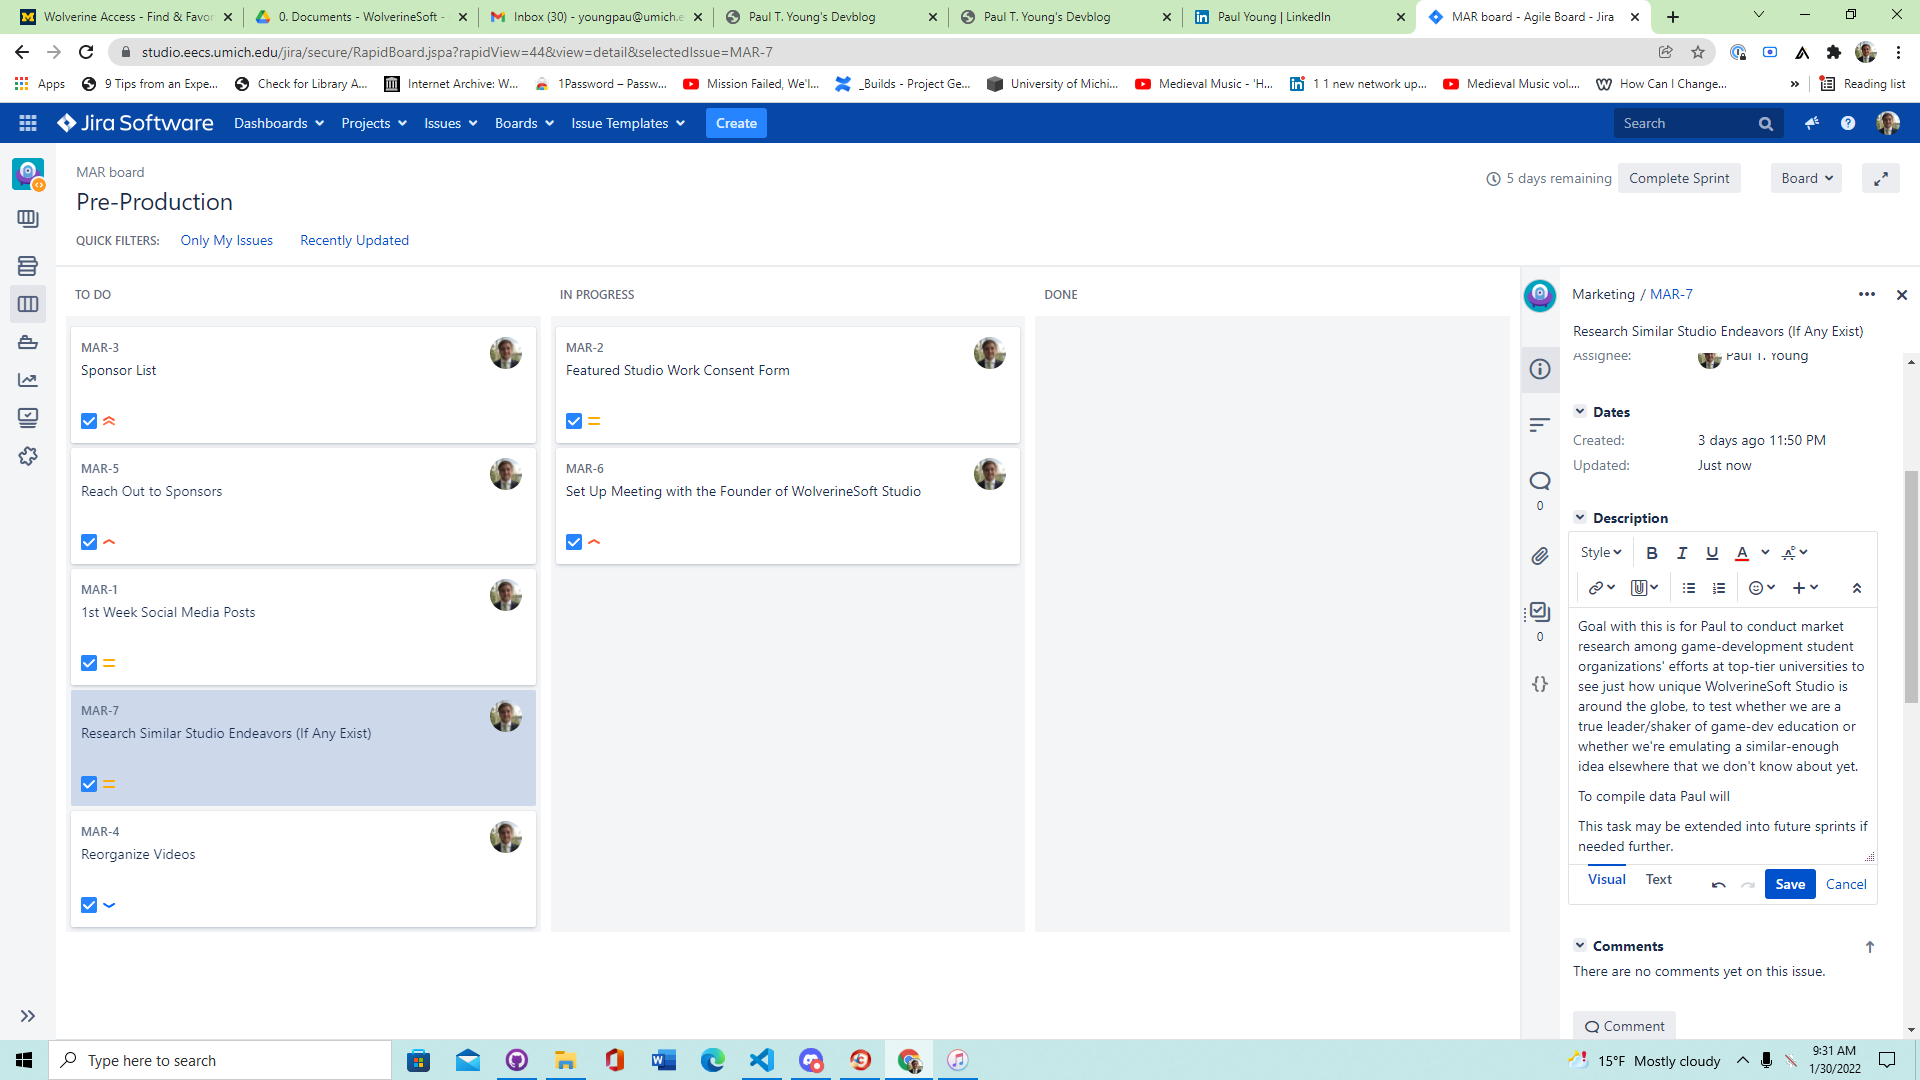 Wolverine Access - Find & Favor
0. Documents - WolverineSoft -
Inbox (30) - youngpau@umich.e
Paul T. Young's Devblog
Paul T. Young's Devblog
Paul Young | LinkedIn
MAR board - Agile Board - Jira
studio.eecs.umich.edu/jira/secure/RapidBoard.jspa?rapidView=44&view=detail&selectedIssue=MAR-7
Apps
9 Tips from an Expe...
Check for Library A...
Internet Archive: W...
1Password – Passw...
Mission Failed, We'l...
_Builds - Project Ge...
University of Michi...
Medieval Music - 'H...
1 1 new network up...
Medieval Music vol....
How Can I Change...
»
Reading list
Jira Software
Dashboards
Projects
Issues
Boards
Issue Templates
Create
Search
MAR board
Pre-Production
5 days remaining
Complete Sprint
Board
QUICK FILTERS:
Only My Issues
Recently Updated
TO DO
IN PROGRESS
DONE
MAR-3
Sponsor List
MAR-5
Reach Out to Sponsors
MAR-1
1st Week Social Media Posts
MAR-7
Research Similar Studio Endeavors (If Any Exist)
MAR-4
Reorganize Videos
MAR-2
Featured Studio Work Consent Form
MAR-6
Set Up Meeting with the Founder of WolverineSoft Studio
0
0
Marketing / MAR-7
Research Similar Studio Endeavors (If Any Exist)
Assignee: Paul T. Young
Dates
Created: 3 days ago 11:50 PM
Updated: Just now
Description
Style B I U A
Goal with this is for Paul to conduct market
research among game-development student
organizations' efforts at top-tier universities to
see just how unique WolverineSoft Studio is
around the globe, to test whether we are a
true leader/shaker of game-dev education or
whether we're emulating a similar-enough
idea elsewhere that we don't know about yet.
To compile data Paul will
This task may be extended into future sprints if
needed further.
Visual Text Save Cancel
Comments
There are no comments yet on this issue.
Comment
Type here to search
15°F Mostly cloudy
9:31 AM
1/30/2022